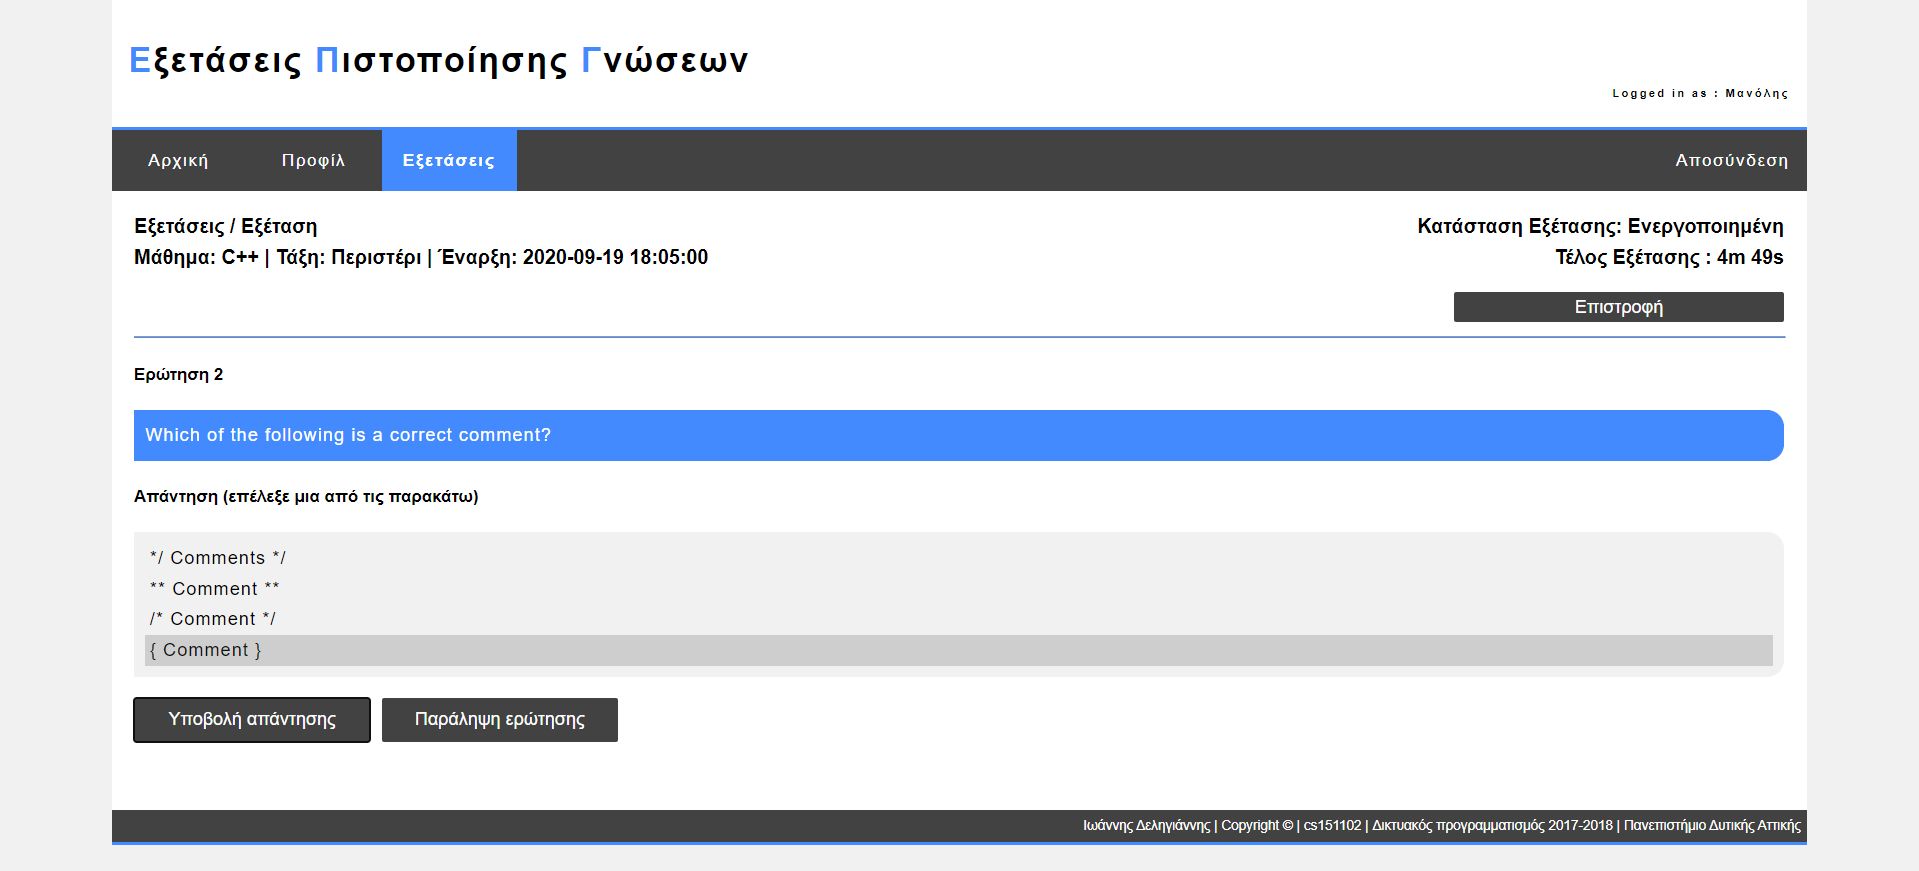 Εξετάσεις Πιστοποίησης Γνώσεων
Logged in as : Μανόλης
Αρχική Προφίλ Εξετάσεις Αποσύνδεση
Εξετάσεις / Εξέταση
Κατάσταση Εξέτασης: Ενεργοποιημένη
Μάθημα: C++ | Τάξη: Περιστέρι | Έναρξη: 2020-09-19 18:05:00
Τέλος Εξέτασης : 4m 49s
Επιστροφή
Ερώτηση 2
Which of the following is a correct comment?
Απάντηση (επέλεξε μια από τις παρακάτω)
*/ Comments */
** Comment **
/* Comment */
{ Comment }
Υποβολή απάντησης Παράληψη ερώτησης
Ιωάννης Δεληγιάννης | Copyright © | cs151102 | Δικτυακός προγραμματισμός 2017-2018 | Πανεπιστήμιο Δυτικής Αττικής